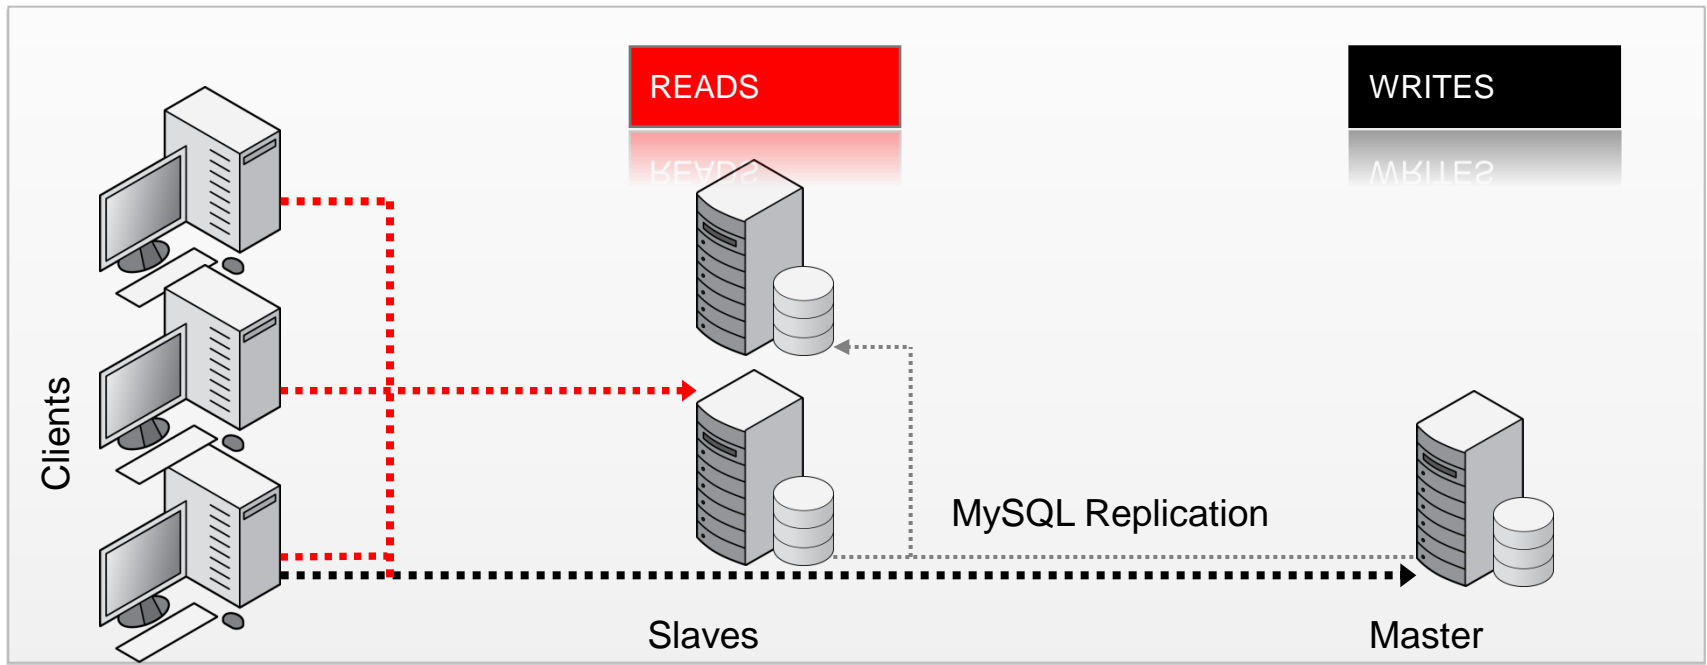 READS
WRITES
Clients
MySQL Replication
Slaves
Master